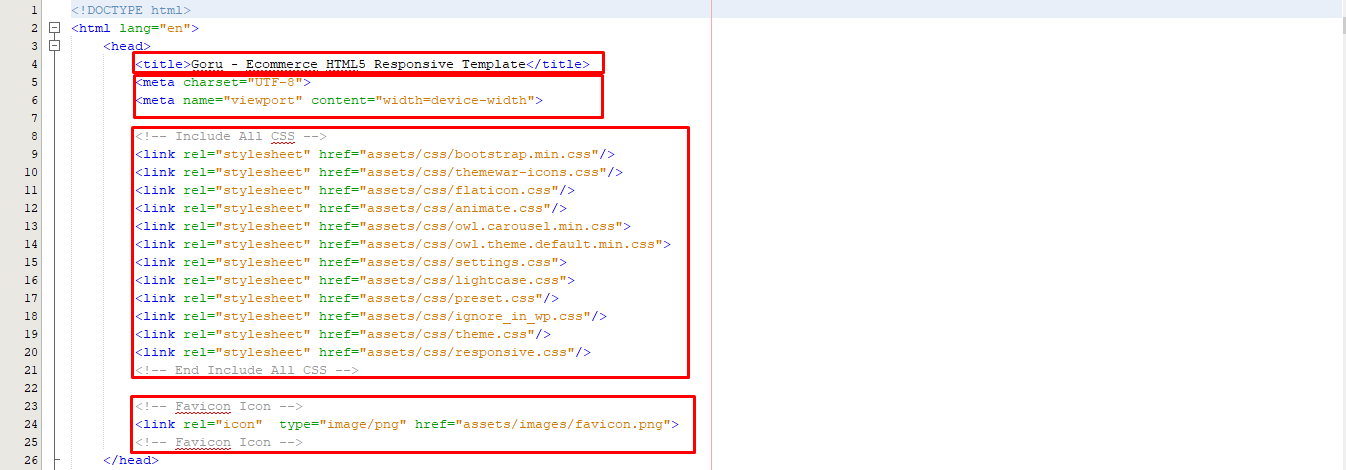 1 <!DOCTYPE html>
2 <html lang="en">
3 <head>
4 <title>Goru - Ecommerce HTML5 Responsive Template</title>
5 <meta charset="UTF-8">
6 <meta name="viewport" content="width=device-width">
7
8 <!-- Include All CSS -->
9 <link rel="stylesheet" href="assets/css/bootstrap.min.css"/>
10 <link rel="stylesheet" href="assets/css/themewar-icons.css"/>
11 <link rel="stylesheet" href="assets/css/flaticon.css"/>
12 <link rel="stylesheet" href="assets/css/animate.css"/>
13 <link rel="stylesheet" href="assets/css/owl.carousel.min.css">
14 <link rel="stylesheet" href="assets/css/owl.theme.default.min.css">
15 <link rel="stylesheet" href="assets/css/settings.css">
16 <link rel="stylesheet" href="assets/css/lightcase.css">
17 <link rel="stylesheet" href="assets/css/preset.css"/>
18 <link rel="stylesheet" href="assets/css/ignore_in_wp.css"/>
19 <link rel="stylesheet" href="assets/css/theme.css"/>
20 <link rel="stylesheet" href="assets/css/responsive.css"/>
21 <!-- End Include All CSS -->
22
23 <!-- Favicon Icon -->
24 <link rel="icon"  type="image/png" href="assets/images/favicon.png">
25 <!-- Favicon Icon -->
26 </head>